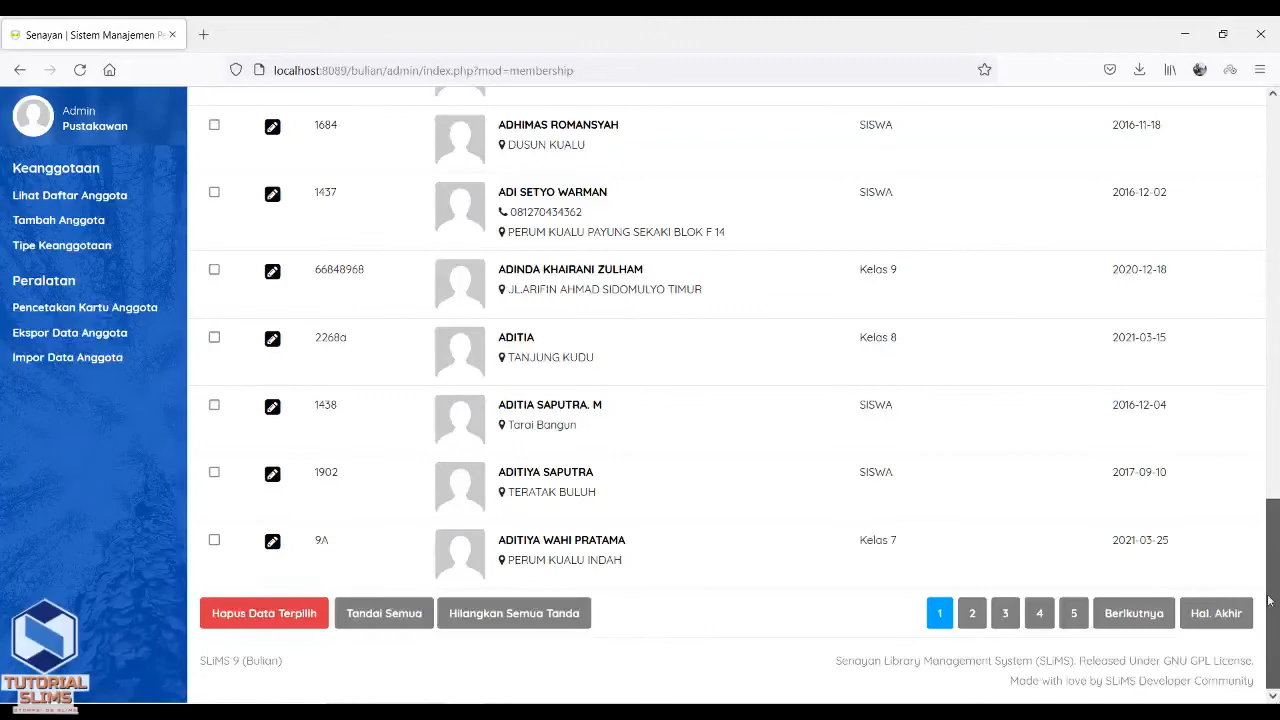 Senayan | Sistem Manajemen Pe
localhost:8089/bulian/admin/index.php?mod=membership
Admin
Pustakawan
Keanggotaan
Lihat Daftar Anggota
Tambah Anggota
Tipe Keanggotaan
Peralatan
Pencetakan Kartu Anggota
Ekspor Data Anggota
Impor Data Anggota
1684 ADHIMAS ROMANSYAH SISWA 2016-11-18
DUSUN KUALU
1437 ADI SETYO WARMAN SISWA 2016-12-02
081270434362
PERUM KUALU PAYUNG SEKAKI BLOK F 14
66848968 ADINDA KHAIRANI ZULHAM Kelas 9 2020-12-18
JL.ARIFIN AHMAD SIDOMULYO TIMUR
2268a ADITIA Kelas 8 2021-03-15
TANJUNG KUDU
1438 ADITIA SAPUTRA. M SISWA 2016-12-04
Tarai Bangun
1902 ADITIYA SAPUTRA SISWA 2017-09-10
TERATAK BULUH
9A ADITIYA WAHI PRATAMA Kelas 7 2021-03-25
PERUM KUALU INDAH
Hapus Data Terpilih Tandai Semua Hilangkan Semua Tanda 1 2 3 4 5 Berikutnya Hal. Akhir
SLiMS 9 (Bulian) Senayan Library Management System (SLiMS). Released Under GNU GPL License.
Made with love by SLiMS Developer Community
TUTORIAL
SLIMS